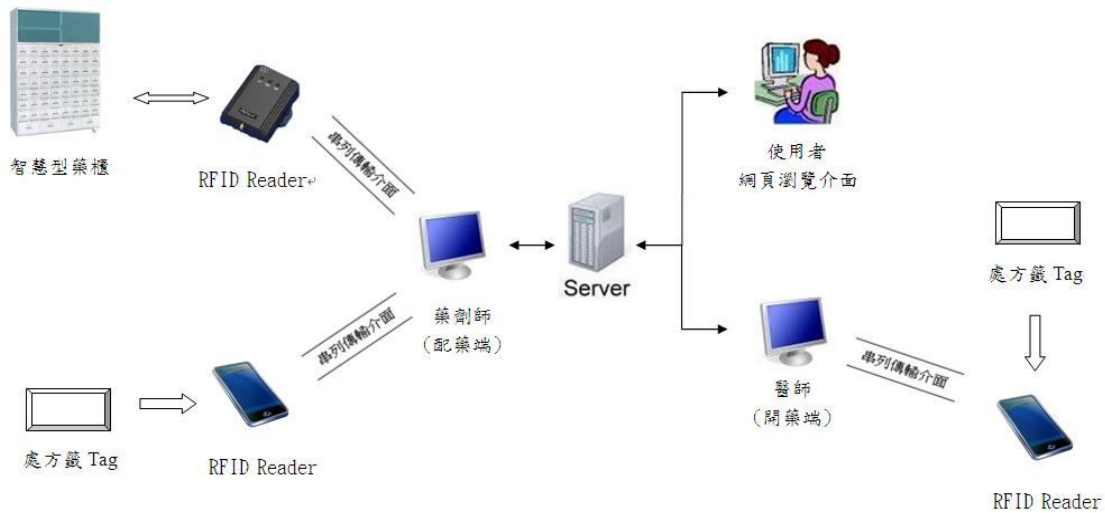 智慧型藥櫃
RFID Reader
串列傳輸介面
使用者
網頁瀏覽介面
Server
處方籤 Tag
藥劑師
（配藥端）
串列傳輸介面
醫師
（開藥端）
串列傳輸介面
處方籤 Tag
RFID Reader
RFID Reader